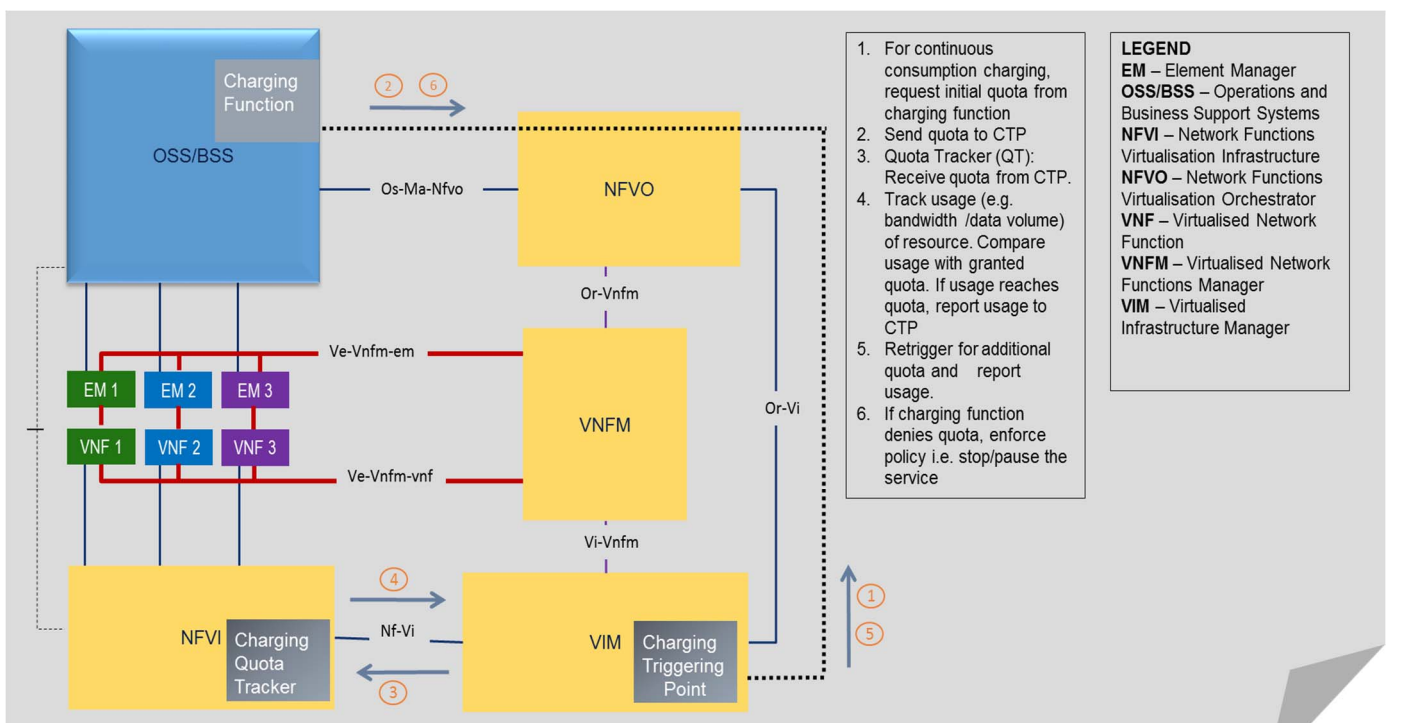 Charging
Function
OSS/BSS
2
6
Os-Ma-Nfvo
NFVO
Or-Vnfm
Ve-Vnfm-em
EM 1
EM 2
EM 3
VNF 1
VNF 2
VNF 3
VNFM
Or-Vi
Ve-Vnfm-vnf
Vi-Vnfm
NFVI
Charging
Quota
Tracker
4
Nf-Vi
3
VIM
Charging
Triggering
Point
1
5
1. For continuous
consumption charging,
request initial quota from
charging function
2. Send quota to CTP
3. Quota Tracker (QT):
Receive quota from CTP.
4. Track usage (e.g.
bandwidth /data volume)
of resource. Compare
usage with granted
quota. If usage reaches
quota, report usage to
CTP
5. Retrigger for additional
quota and report
usage.
6. If charging function
denies quota, enforce
policy i.e. stop/pause the
service
LEGEND
EM – Element Manager
OSS/BSS – Operations and
Business Support Systems
NFVI – Network Functions
Virtualisation Infrastructure
NFVO – Network Functions
Virtualisation Orchestrator
VNF – Virtualised Network
Function
VNFM – Virtualised Network
Functions Manager
VIM – Virtualised
Infrastructure Manager